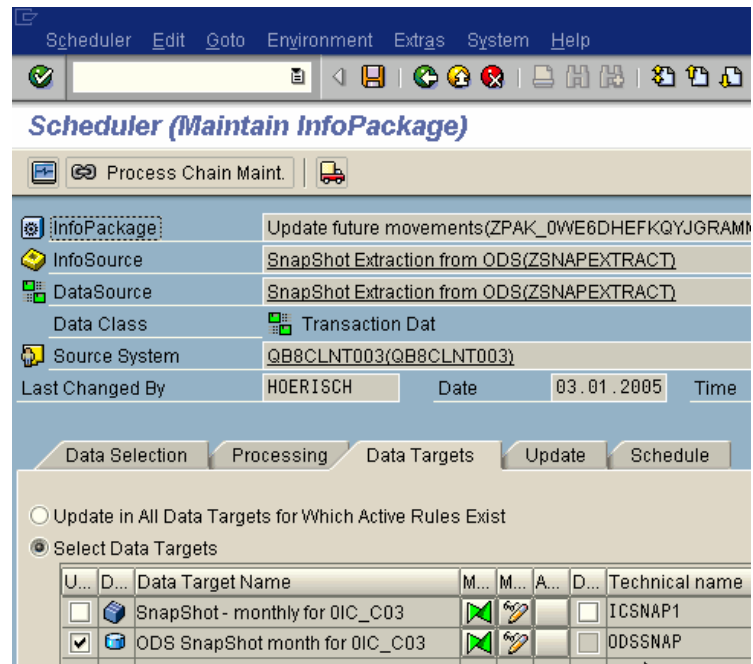 Scheduler Edit Goto Environment Extras System Help
Scheduler (Maintain InfoPackage)
Process Chain Maint.
InfoPackage Update future movements(ZPAK_0WE6DHEFKQYJGRAMM
InfoSource SnapShot Extraction from ODS(ZSNAPEXTRACT)
DataSource SnapShot Extraction from ODS(ZSNAPEXTRACT)
Data Class Transaction Dat
Source System QB8CLNT003(QB8CLNT003)
Last Changed By HOERISCH Date 03.01.2005 Time
Data Selection Processing Data Targets Update Schedule
Update in All Data Targets for Which Active Rules Exist
Select Data Targets
U... D... Data Target Name M... M... A... D... Technical name
SnapShot - monthly for 0IC_C03 ICSNAP1
ODS SnapShot month for 0IC_C03 ODSSNAP